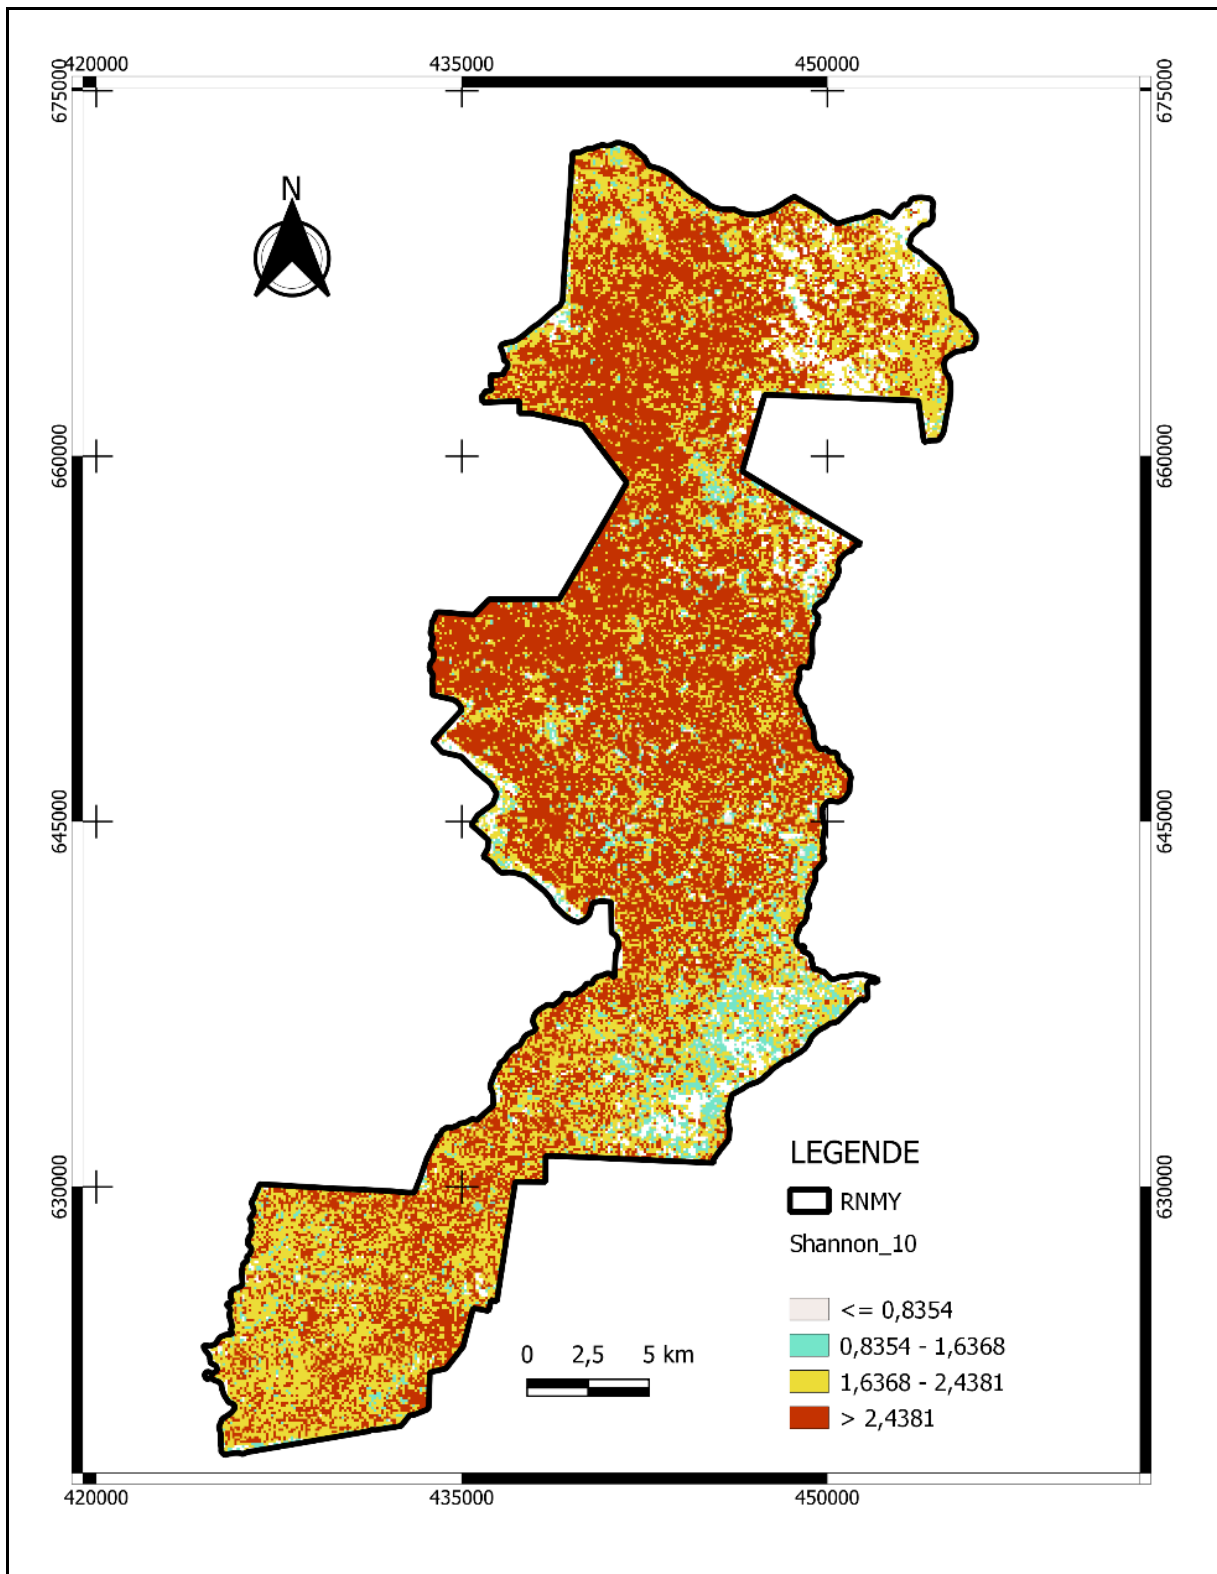 420000 435000 450000
675000 675000
N
660000 660000
645000 645000
630000 630000
LEGENDE
RNMY
Shannon_10
<= 0,8354
0,8354 - 1,6368
1,6368 - 2,4381
> 2,4381
0 2,5 5 km
420000 435000 450000